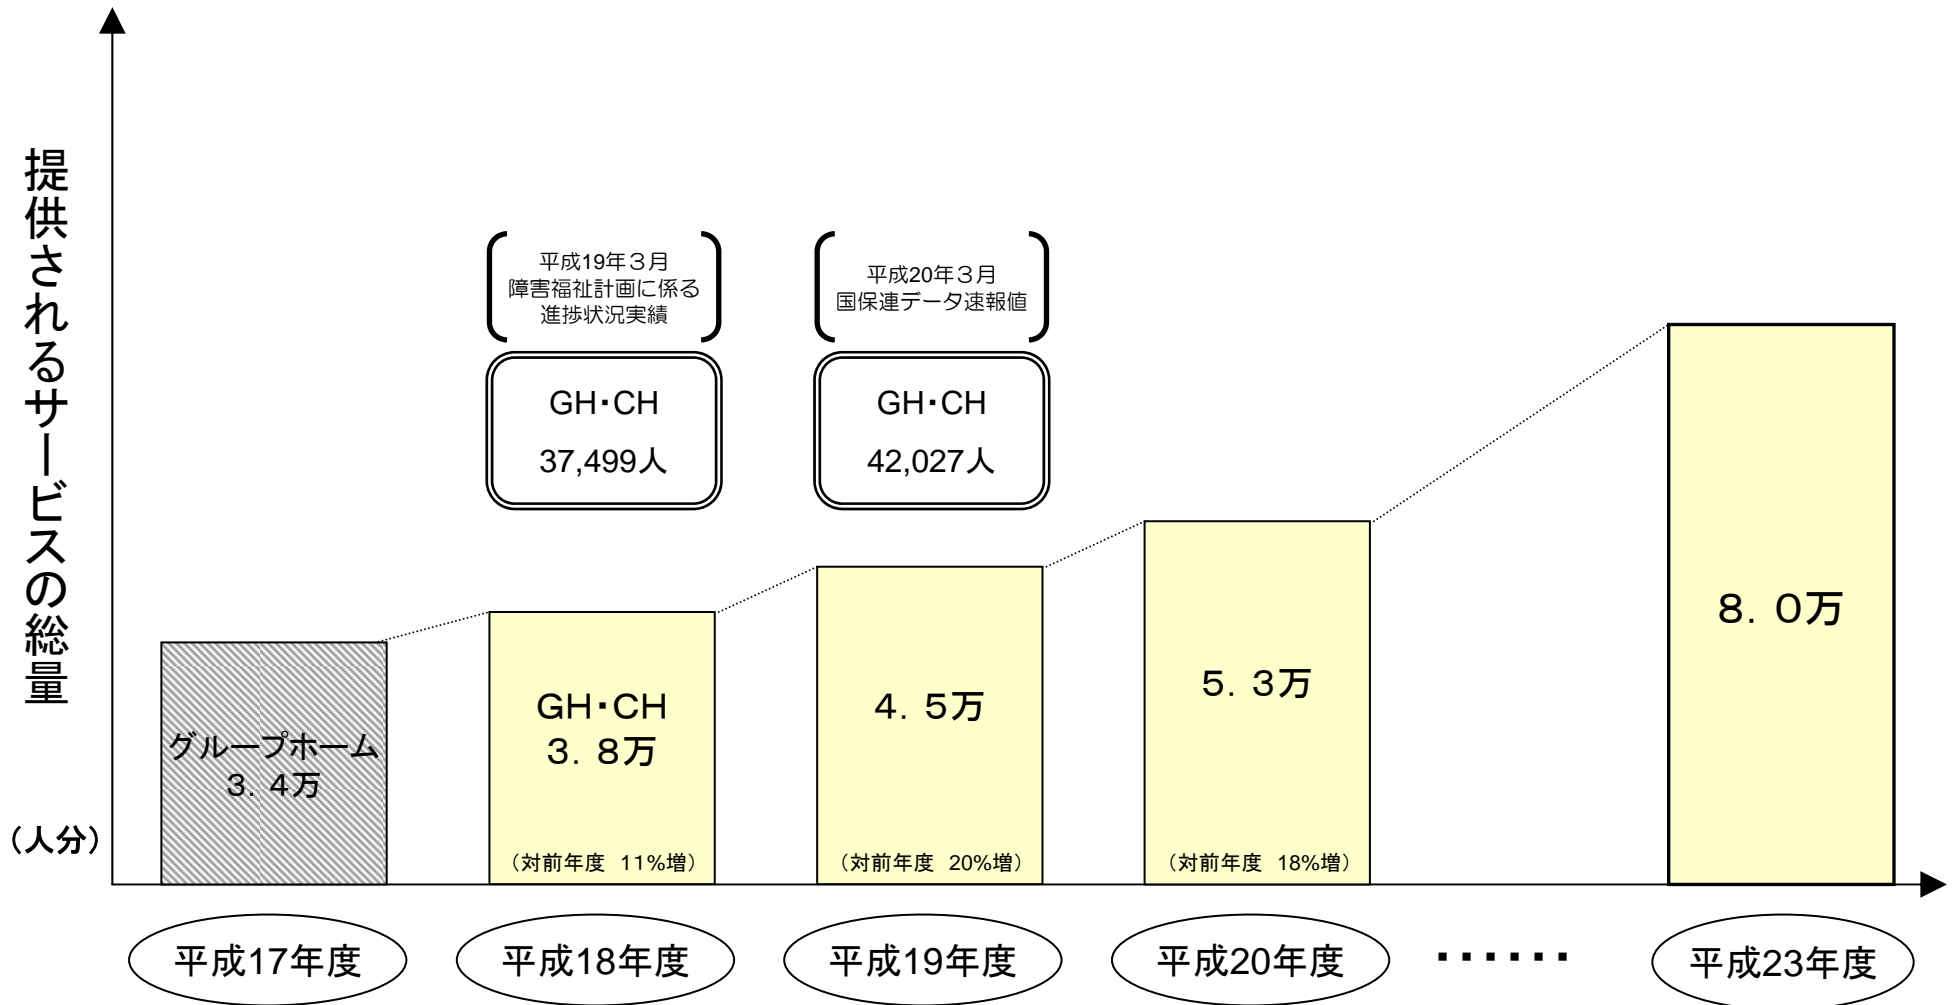 提供されるサービスの総量
（人分）
平成19年３月
障害福祉計画に係る
進捗状況実績
平成20年３月
国保連データ速報値
GH・CH
37,499人
GH・CH
42,027人
グループホーム
３．４万
GH・CH
３．８万
（対前年度 11%増）
４．５万
（対前年度 20%増）
５．３万
（対前年度 18%増）
８．０万
平成17年度
平成18年度
平成19年度
平成20年度
・・・・・・
平成23年度